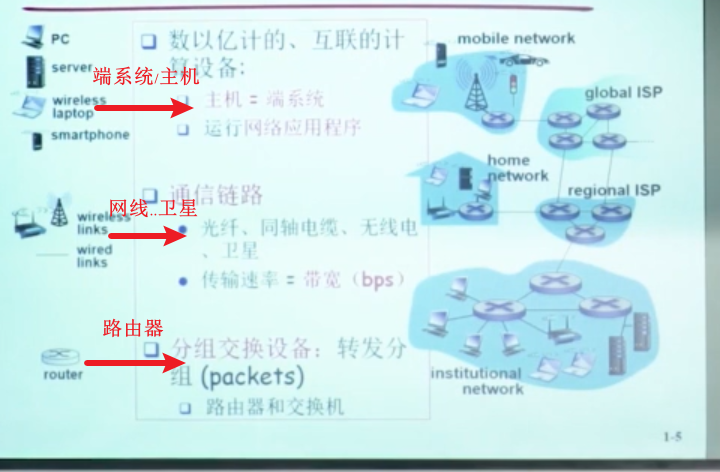 PC
server
端系统/主机
wireless
laptop
smartphone
网线..卫星
wireless
links
wired
links
路由器
router
数以亿计的、互联的计
算设备:
主机 = 端系统
运行网络应用程序
通信链路
光纤、同轴电缆、无线电
、卫星
传输速率 = 带宽（bps）
分组交换设备：转发分
组 (packets)
路由器和交换机
mobile network
global ISP
home
network
regional ISP
institutional
network
1-5